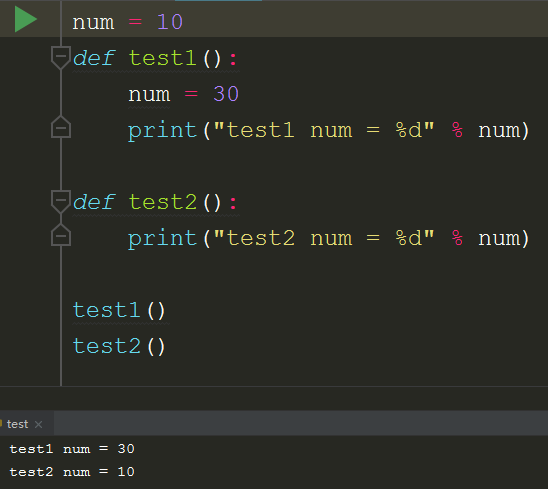 num = 10
def test1():
    num = 30
    print("test1 num = %d" % num)
def test2():
    print("test2 num = %d" % num)
test1()
test2()
test
test1 num = 30
test2 num = 10